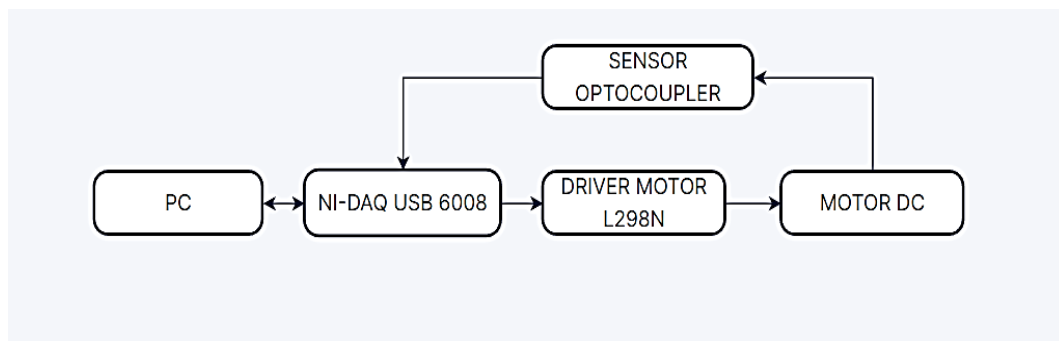 SENSOR
OPTOCOUPLER
PC
NI-DAQ USB 6008
DRIVER MOTOR
L298N
MOTOR DC